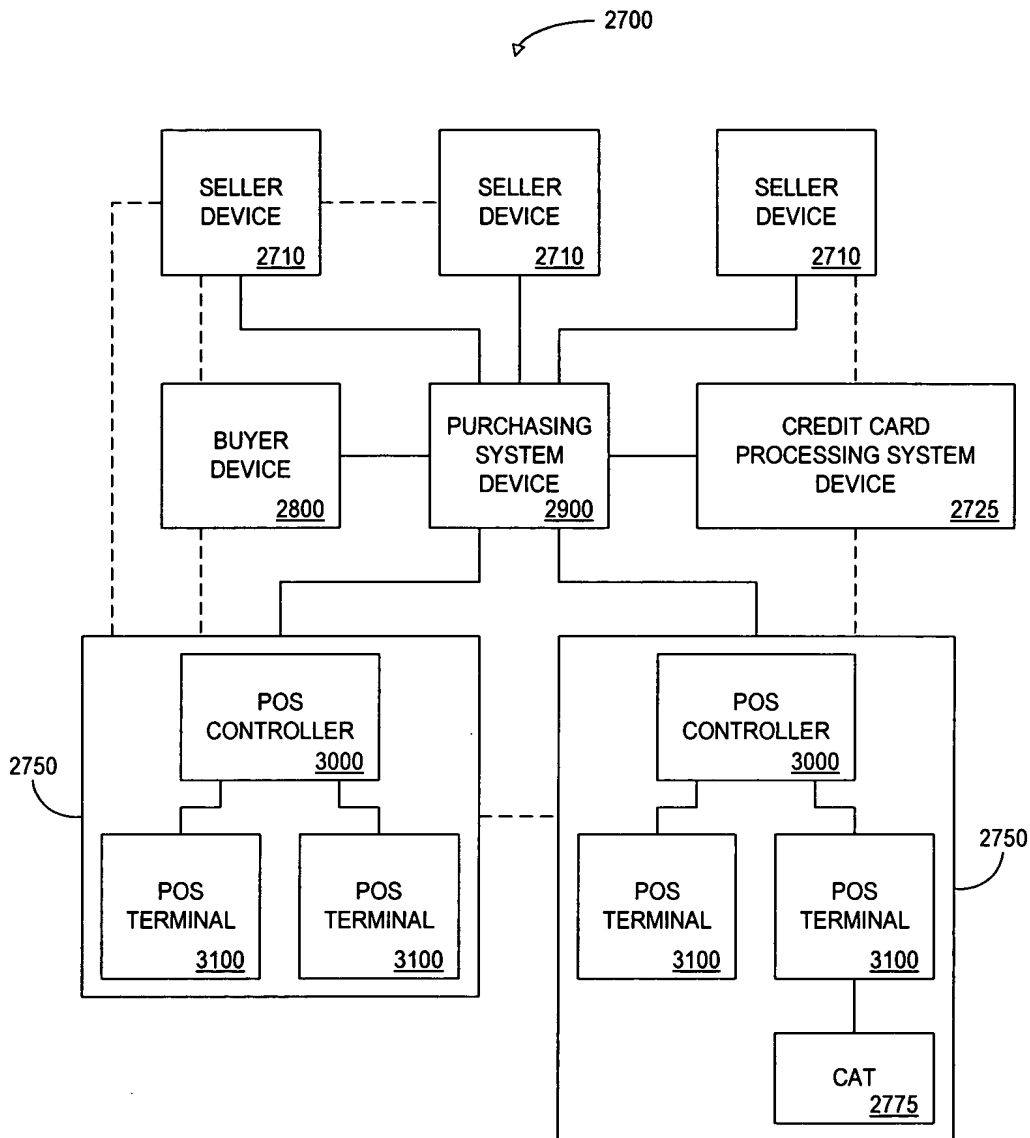 2700
SELLER
DEVICE
2710
SELLER
DEVICE
2710
SELLER
DEVICE
2710
BUYER
DEVICE
2800
PURCHASING
SYSTEM
DEVICE
2900
CREDIT CARD
PROCESSING SYSTEM
DEVICE
2725
2750
POS
CONTROLLER
3000
POS
TERMINAL
3100
POS
TERMINAL
3100
POS
CONTROLLER
3000
2750
POS
TERMINAL
3100
POS
TERMINAL
3100
CAT
2775